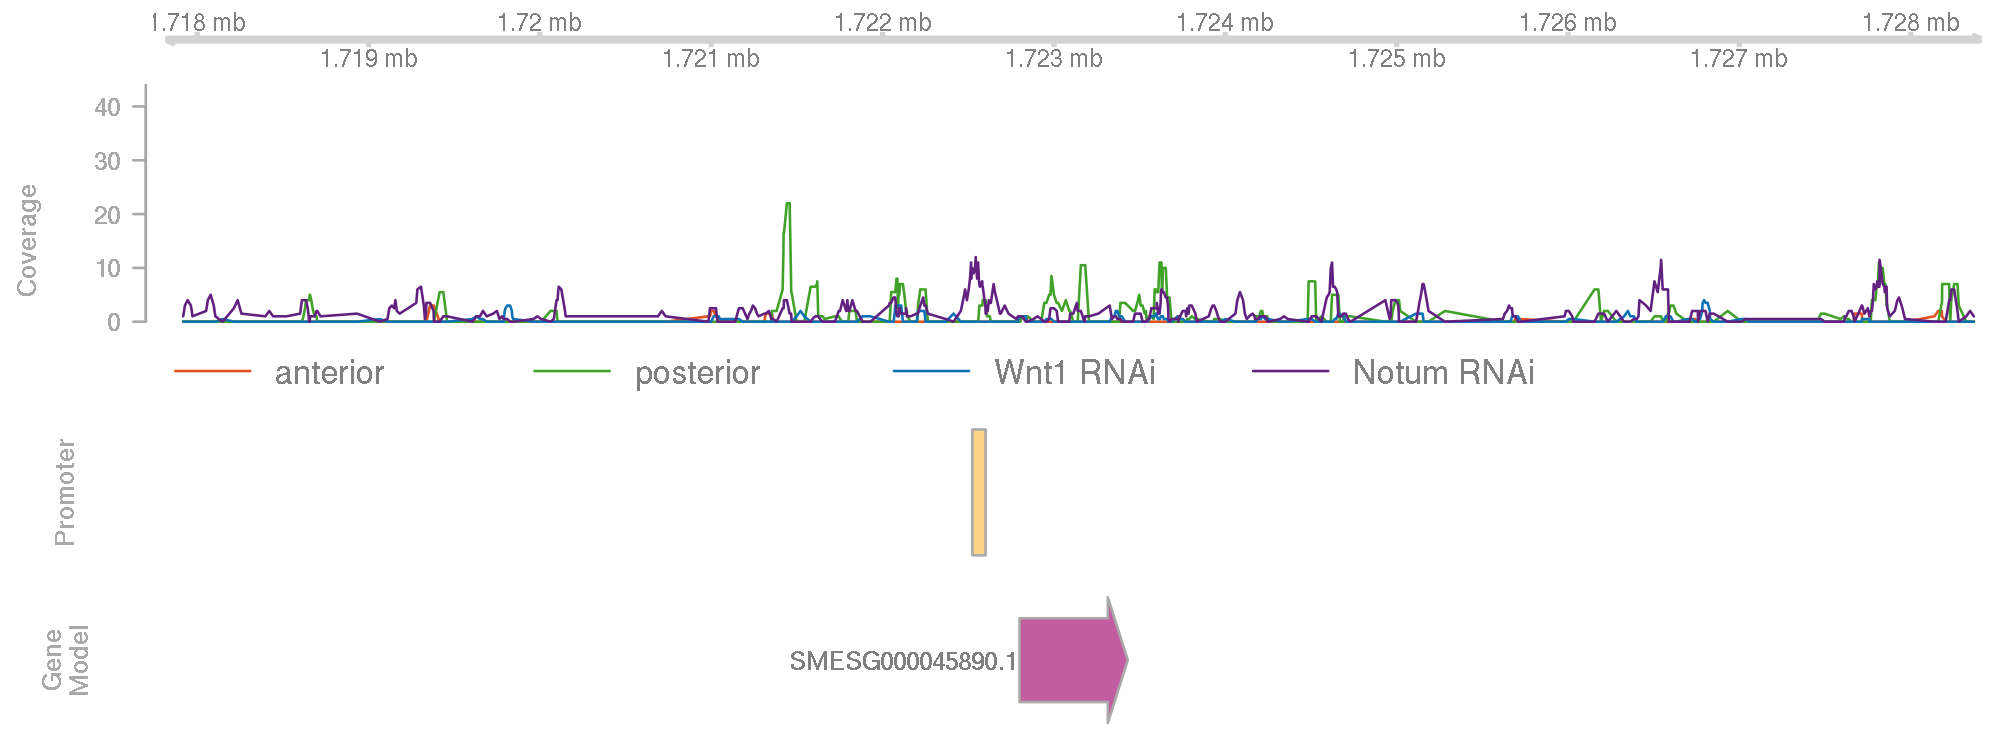 1.718 mb 1.72 mb 1.722 mb 1.724 mb 1.726 mb 1.728 mb
1.719 mb 1.721 mb 1.723 mb 1.725 mb 1.727 mb
Coverage
40
30
20
10
0
anterior posterior Wnt1 RNAi Notum RNAi
Promoter
Gene
Model
SMESG000045890.1